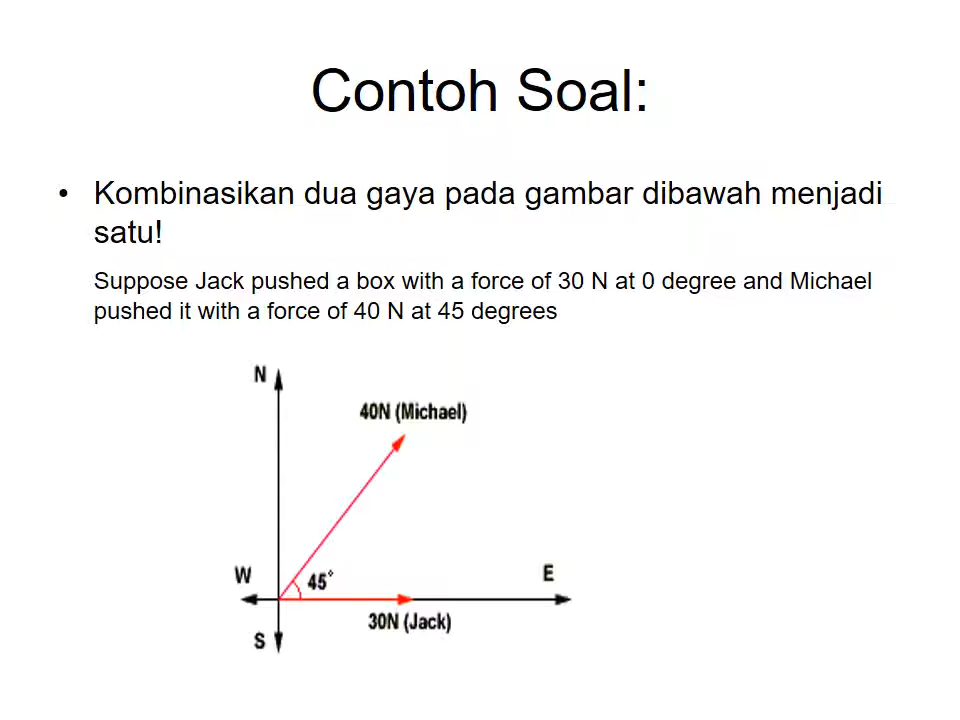 Contoh Soal:
• Kombinasikan dua gaya pada gambar dibawah menjadi
satu!
Suppose Jack pushed a box with a force of 30 N at 0 degree and Michael
pushed it with a force of 40 N at 45 degrees
N
40N (Michael)
W
45°
E
30N (Jack)
S